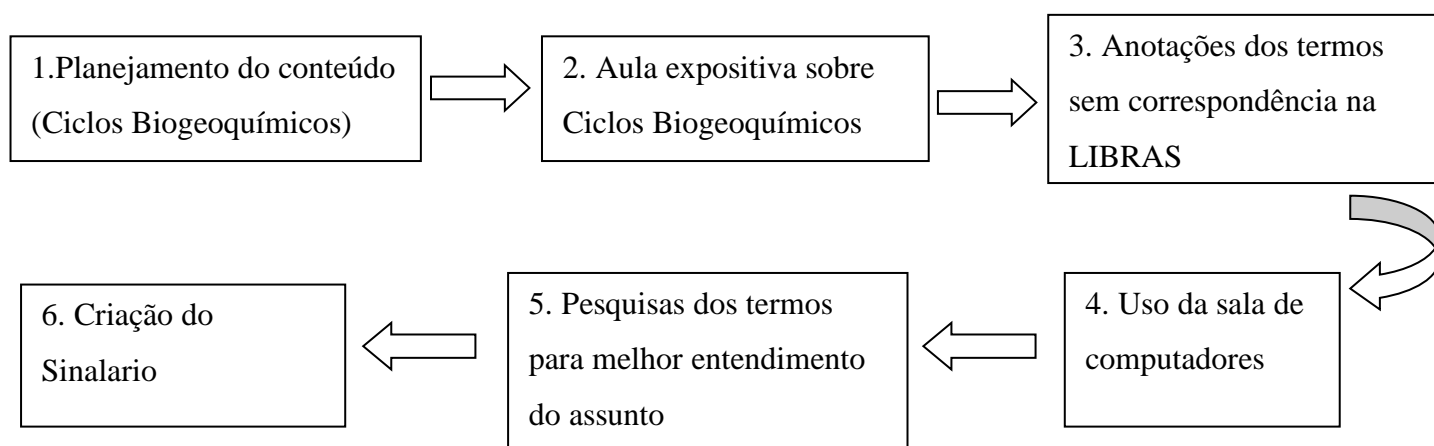 1.Planejamento do conteúdo
(Ciclos Biogeoquímicos)
2. Aula expositiva sobre
Ciclos Biogeoquímicos
3. Anotações dos termos
sem correspondência na
LIBRAS
4. Uso da sala de
computadores
5. Pesquisas dos termos
para melhor entendimento
do assunto
6. Criação do
Sinalario